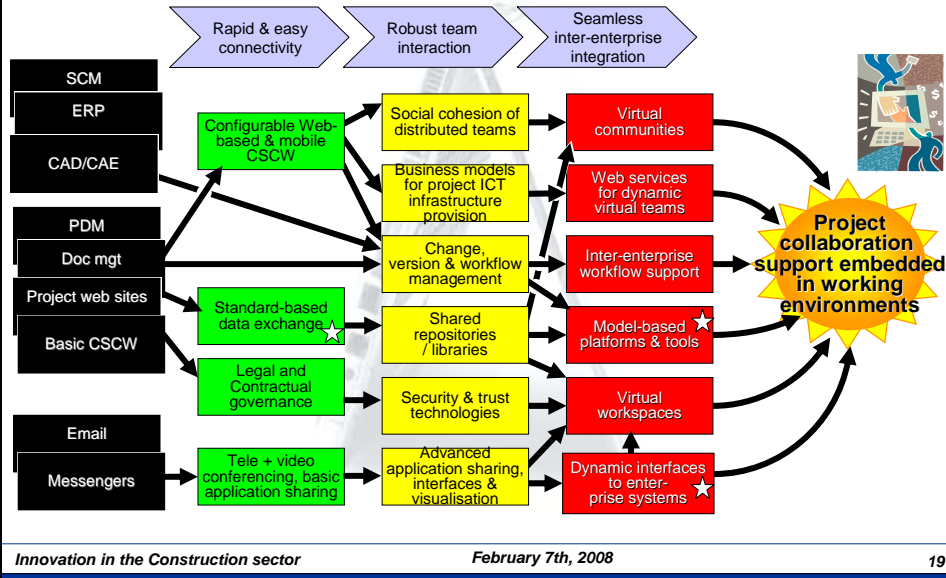 Rapid & easy
connectivity
Robust team
interaction
Seamless
inter-enterprise
integration
SCM
ERP
CAD/CAE
PDM
Doc mgt
Project web sites
Basic CSCW
Email
Messengers
Configurable Web-
based & mobile
CSCW
Standard-based
data exchange
Legal and
Contractual
governance
Tele + video
conferencing, basic
application sharing
Social cohesion of
distributed teams
Business models
for project ICT
infrastructure
provision
Change,
version & workflow
management
Shared
repositories
/ libraries
Security & trust
technologies
Advanced
application sharing,
interfaces &
visualisation
Virtual
communities
Web services
for dynamic
virtual teams
Inter-enterprise
workflow support
Model-based
platforms & tools
Virtual
workspaces
Dynamic interfaces
to enter-
prise systems
Project
collaboration
support embedded
in working
environments
Innovation in the Construction sector
February 7th, 2008
19